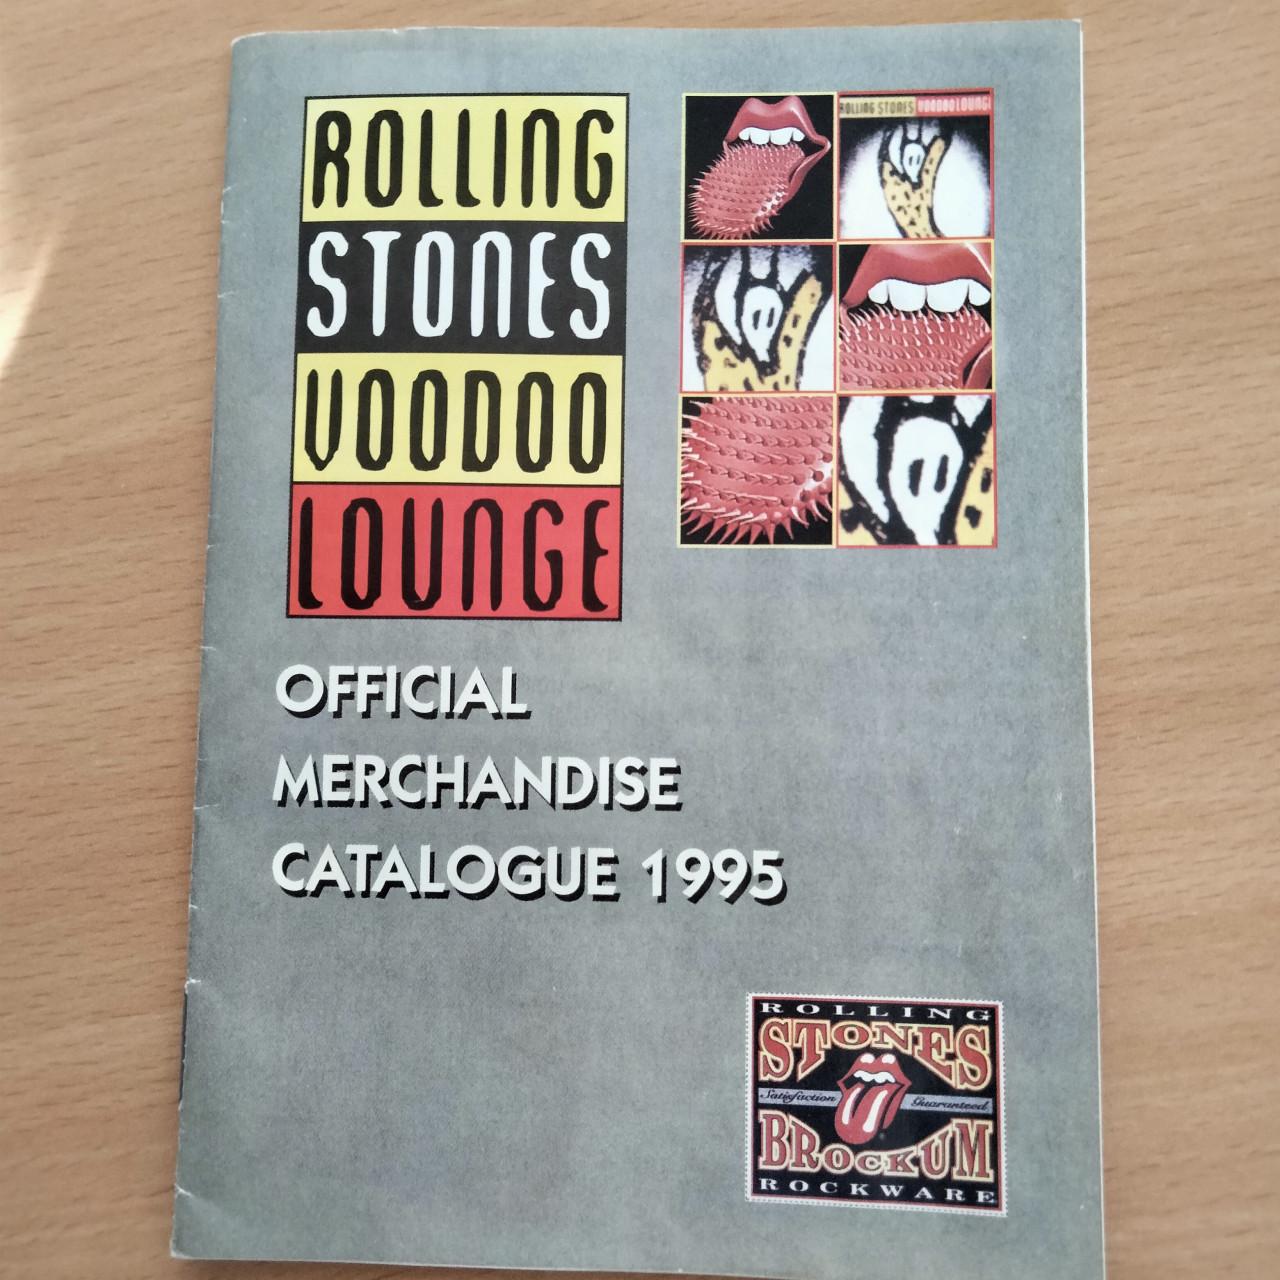 ROLLING
STONES
VOODOO
LOUNGE
ROLLING STONES VOODOO LOUNGE
OFFICIAL
MERCHANDISE
CATALOGUE 1995
ROLLING
STONES
Satisfaction Guaranteed
BROCKUM
ROCKWARE